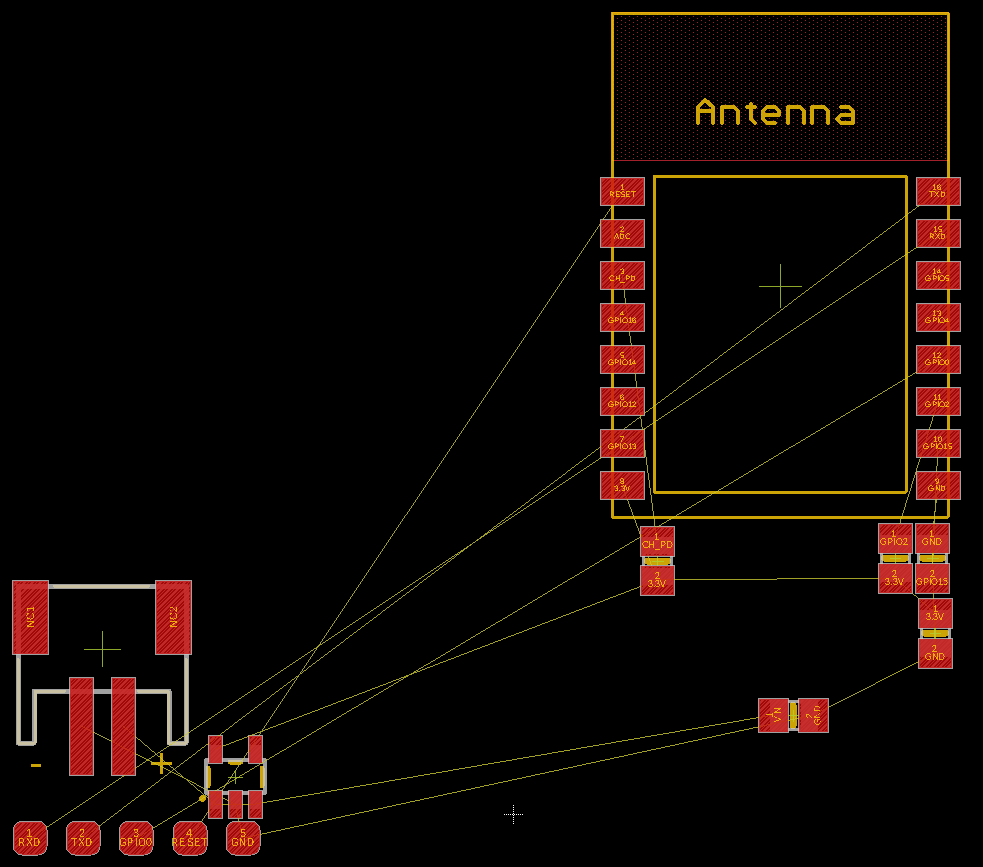 Antenna
1
RESET
16
TXD
2
ADC
15
RXD
3
CH_PD
14
GPIO5
4
GPIO16
13
GPIO4
5
GPIO14
12
GPIO0
6
GPIO12
11
GPIO2
7
GPIO13
10
GPIO15
8
3.3V
9
GND
1
CH_PD
2
3.3V
1
GPIO2
1
GND
2
3.3V
2
GPIO15
1
3.3V
2
GND
NC1
NC2
1
VIN
2
GND
-
+
1
RXD
2
TXD
3
GPIO0
4
RESET
5
GND